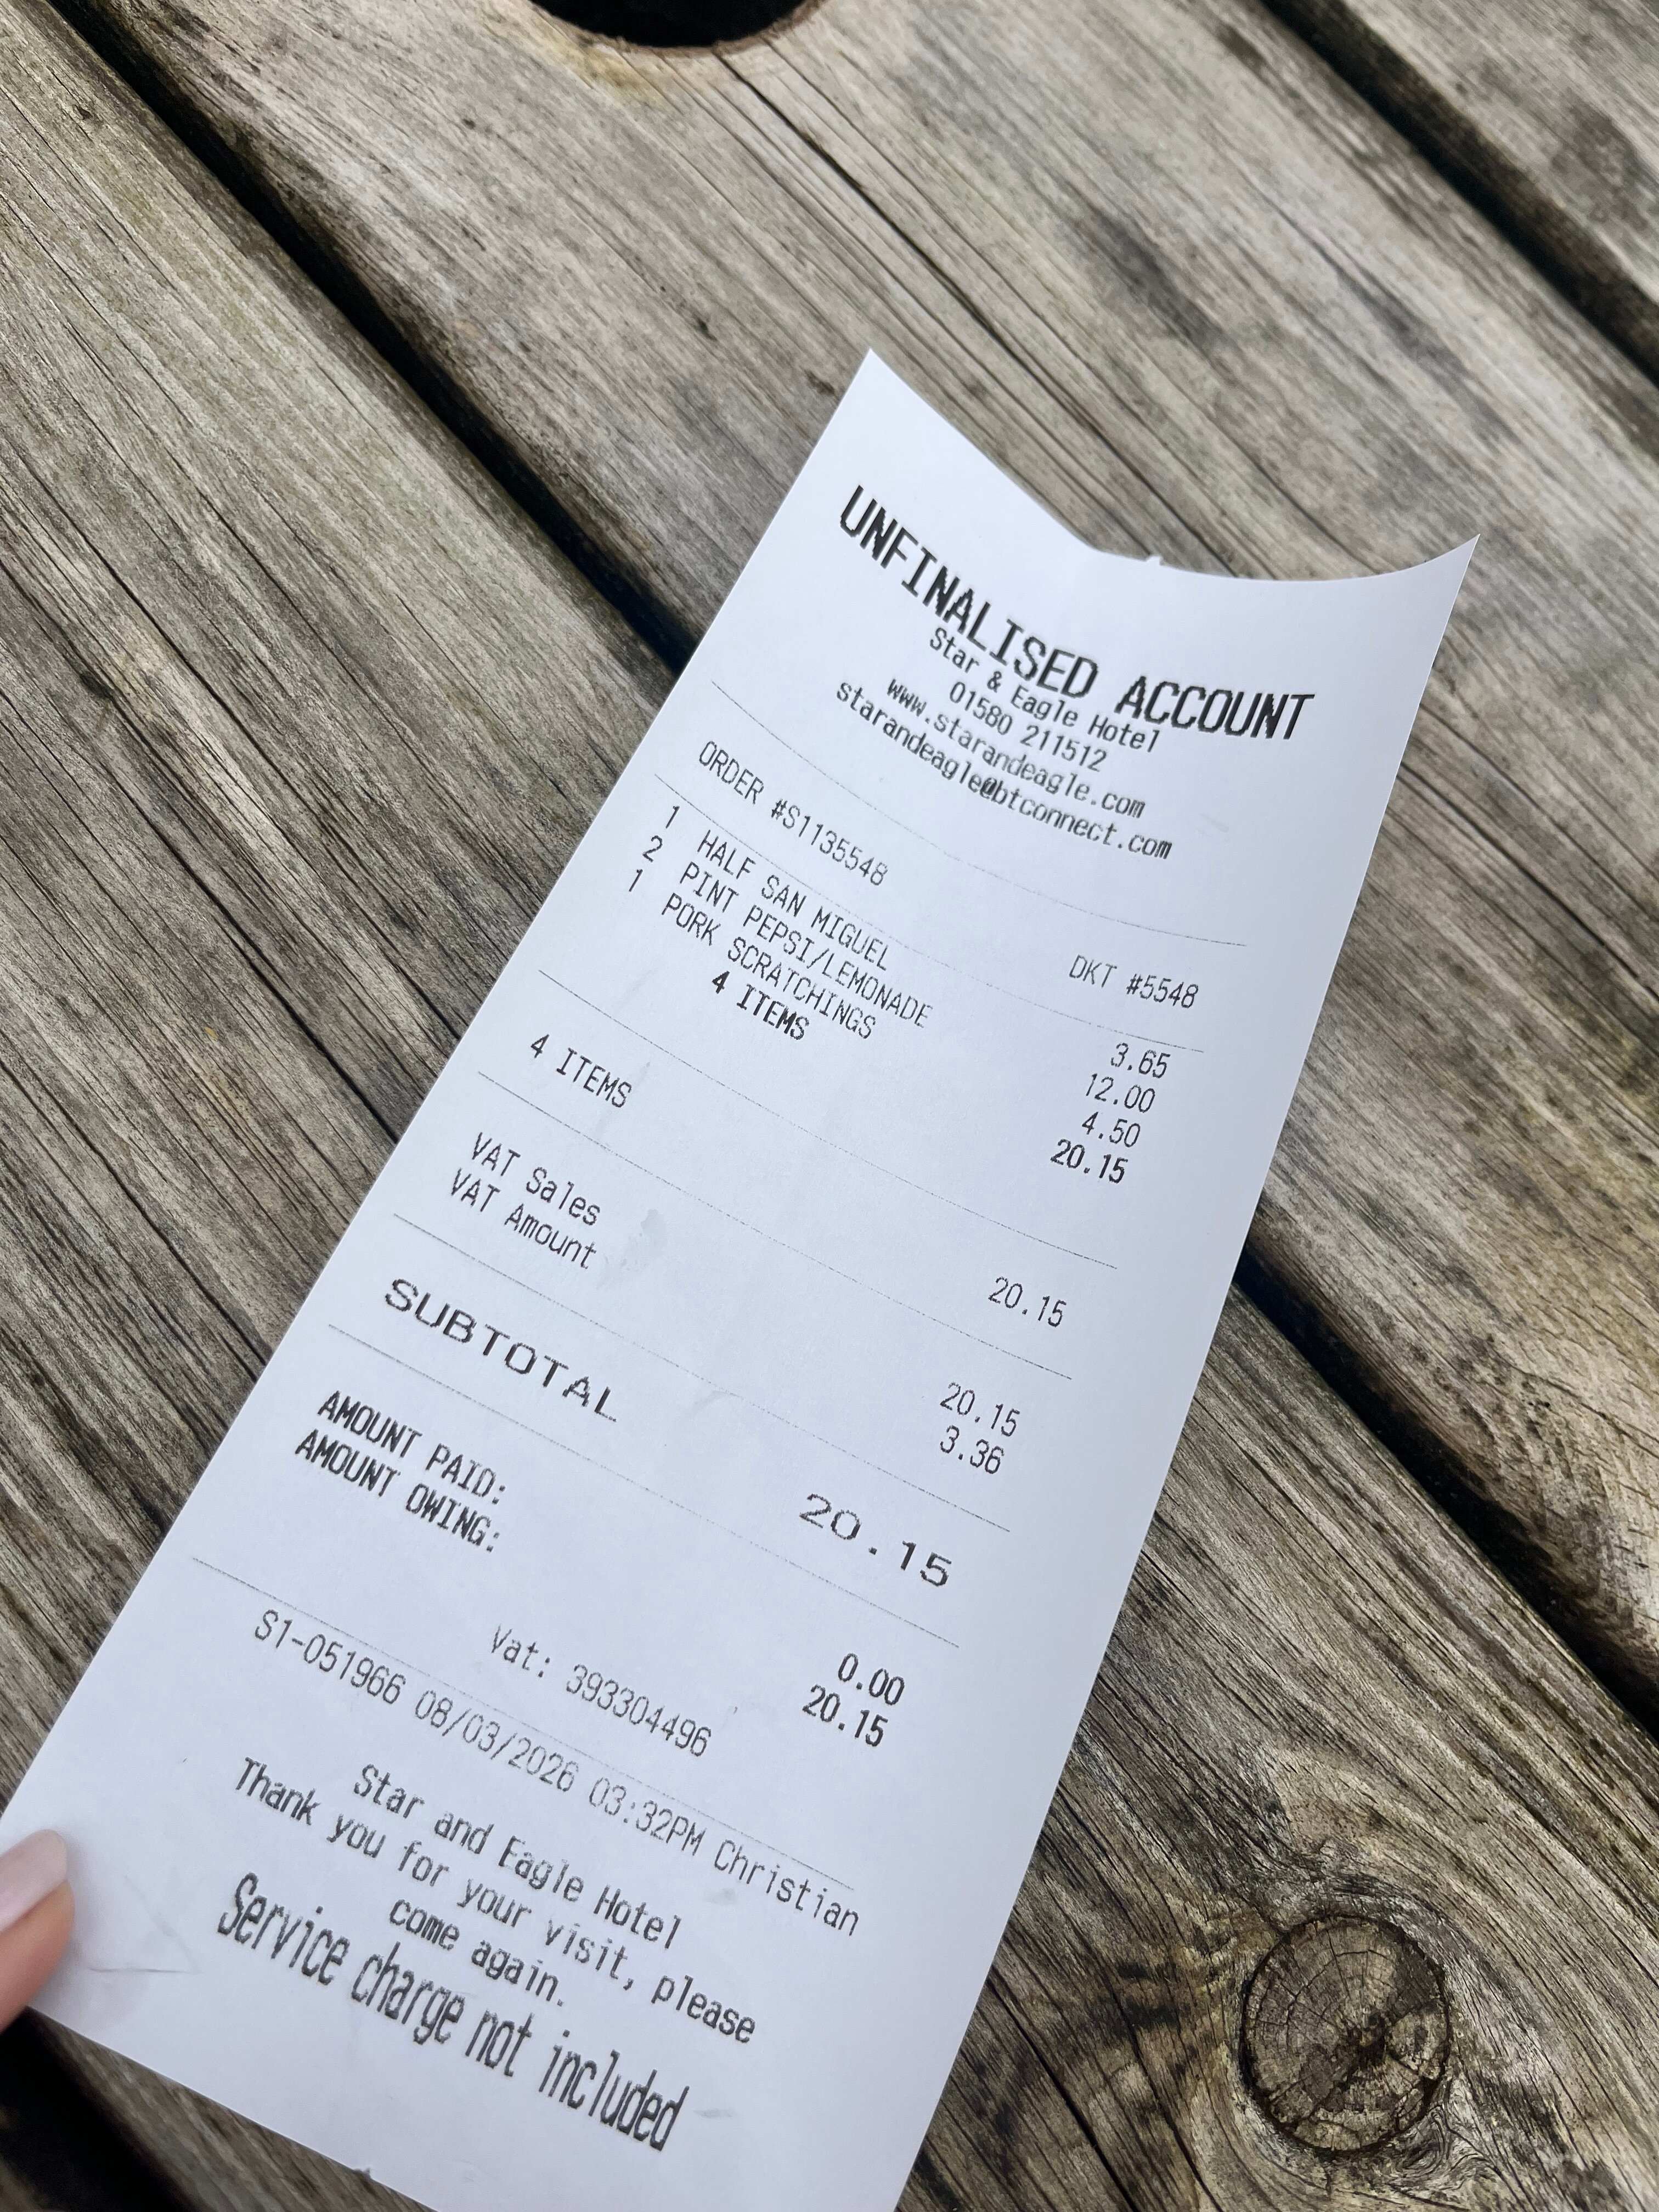 UNFINALISED ACCOUNT
Star & Eagle Hotel
01580 211512
www.starandeagle.com
starandeagle@btconnect.com
ORDER #S1135548 DKT #5548
1 HALF SAN MIGUEL 3.65
2 PINT PEPSI/LEMONADE 12.00
1 PORK SCRATCHINGS 4.50
4 ITEMS 20.15
4 ITEMS 20.15
VAT Sales 20.15
VAT Amount 3.36
SUBTOTAL 20.15
AMOUNT PAID: 0.00
AMOUNT OWING: 20.15
Vat: 393304496
S1-051966 08/03/2026 03:32PM Christian
Star and Eagle Hotel
Thank you for your visit, please
come again.
Service charge not included